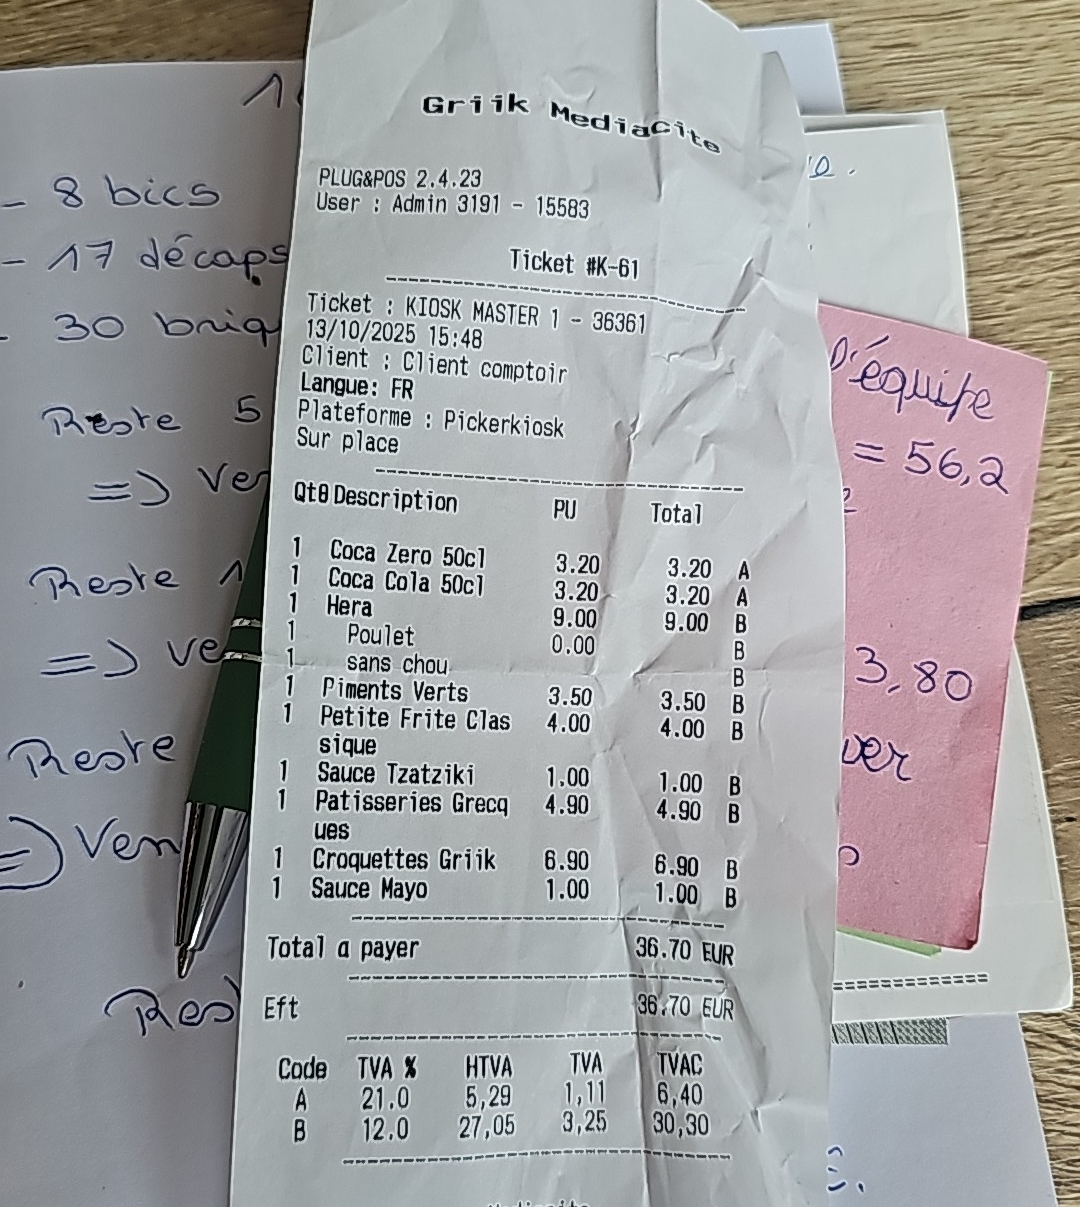 Griik MediaCite
PLUG&POS 2.4.23
User : Admin 3191 - 15583
Ticket #K-61
Ticket : KIOSK MASTER 1 - 36361
13/10/2025 15:48
Client : Client comptoir
Langue: FR
Plateforme : Pickerkiosk
Sur place
Qté Description PU Total
1 Coca Zero 50cl 3.20 3.20 A
1 Coca Cola 50cl 3.20 3.20 A
1 Hera 9.00 9.00 B
1 Poulet 0.00 B
1 sans chou B
1 Piments Verts 3.50 3.50 B
1 Petite Frite Clas 4.00 4.00 B
sique
1 Sauce Tzatziki 1.00 1.00 B
1 Patisseries Grecq 4.90 4.90 B
ues
1 Croquettes Griik 6.90 6.90 B
1 Sauce Mayo 1.00 1.00 B
Total a payer 36.70 EUR
Eft 36.70 EUR
Code TVA % HTVA TVA TVAC
A 21.0 5,29 1,11 6,40
B 12.0 27,05 3,25 30,30
- 8 bics
- 17 décaps
- 30 briq
Reste 5
=> Ve
Reste 1
=> ve
Reste
=> Ven
Res
D'équipe
= 56,2
3,80
ver